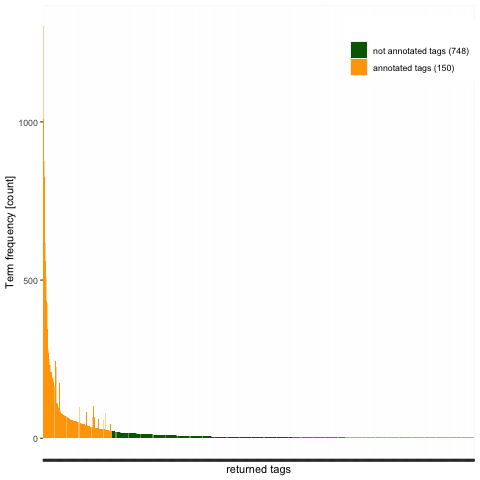 not annotated tags (748)
annotated tags (150)
1000
500
0
Term frequency [count]
returned tags